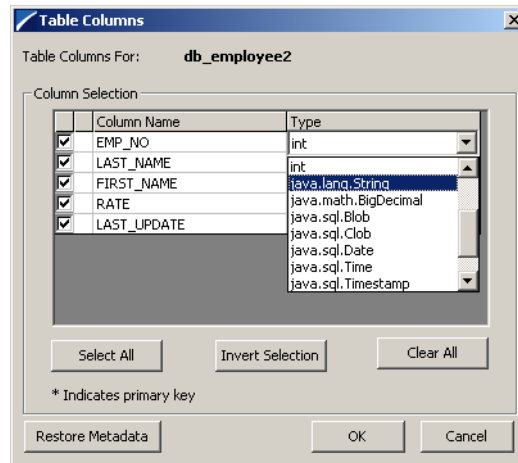 Table Columns
Table Columns For: db_employee2
Column Selection
Column Name Type
EMP_NO int
LAST_NAME int
FIRST_NAME java.lang.String
RATE java.math.BigDecimal
LAST_UPDATE java.sql.Blob
java.sql.Clob
java.sql.Date
java.sql.Time
java.sql.Timestamp
Select All Invert Selection Clear All
* Indicates primary key
Restore Metadata OK Cancel